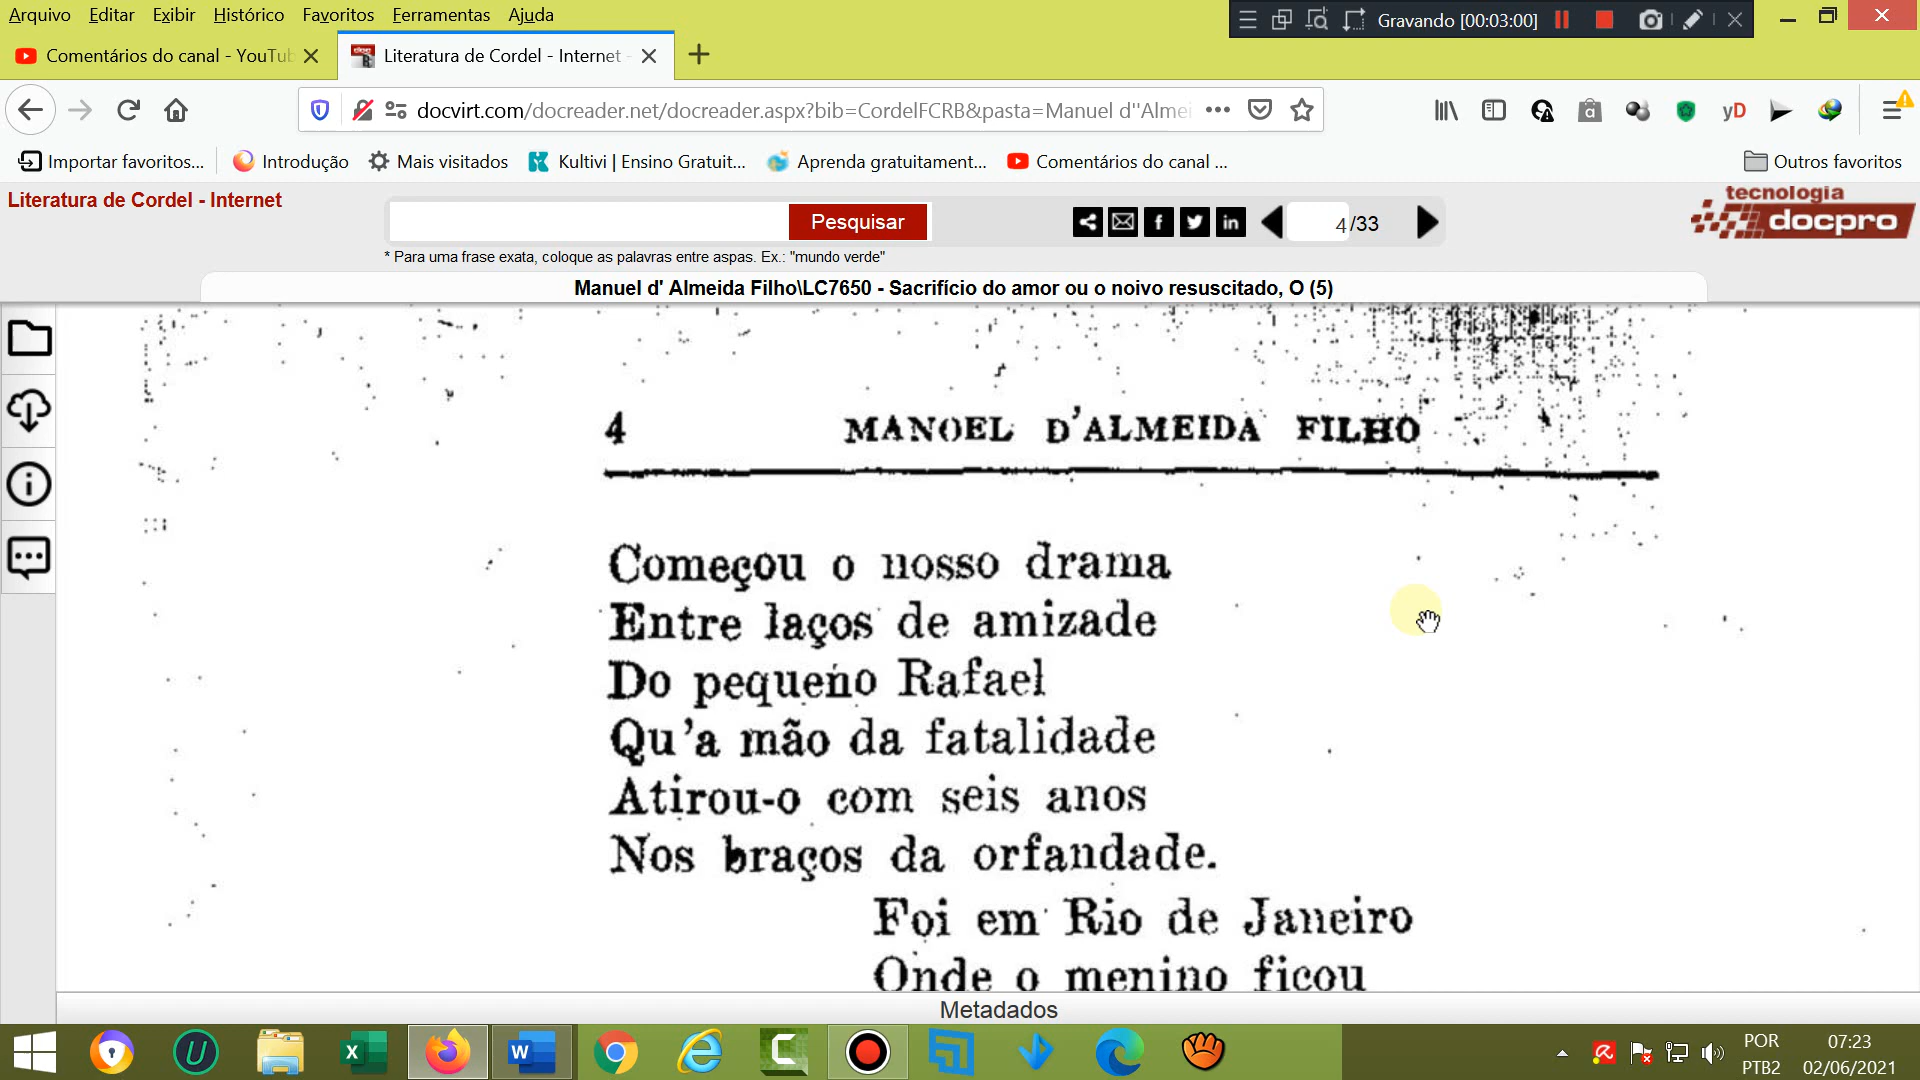 Arquivo Editar Exibir Histórico Favoritos Ferramentas Ajuda
Gravando [00:03:00]
Comentários do canal - YouTub
Literatura de Cordel - Internet -
docvirt.com/docreader.net/docreader.aspx?bib=CordelFCRB&pasta=Manuel d''Almei
Importar favoritos... Introdução Mais visitados Kultivi | Ensino Gratuit... Aprenda gratuitament... Comentários do canal ... Outros favoritos
Literatura de Cordel - Internet
Pesquisar
4/33
tecnologia
docpro
* Para uma frase exata, coloque as palavras entre aspas. Ex.: "mundo verde"
Manuel d' Almeida Filho\LC7650 - Sacrifício do amor ou o noivo resuscitado, O (5)
4 MANOEL D'ALMEIDA FILHO
Começou o nosso drama
Entre laços de amizade
Do pequeno Rafael
Qu'a mão da fatalidade
Atirou-o com seis anos
Nos braços da orfandade.
Foi em Rio de Janeiro
Onde o menino ficou
Metadados
POR
PTB2
07:23
02/06/2021